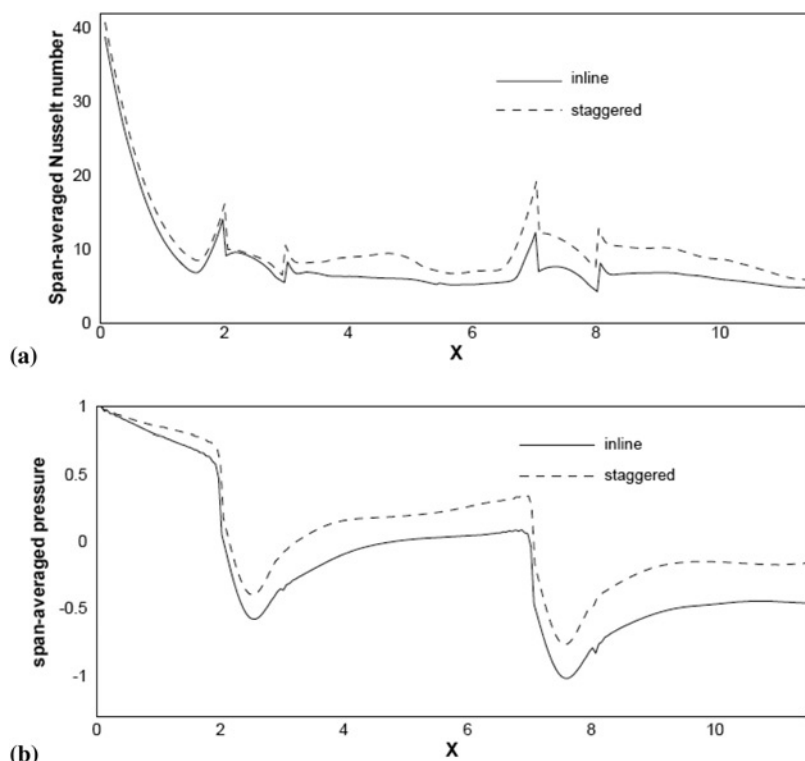 40
30
20
10
0
Span-averaged Nusselt number
inline
staggered
0 2 4 6 8 10
X
(a)
1
0.5
0
-0.5
-1
span-averaged pressure
inline
staggered
0 2 4 6 8 10
X
(b)